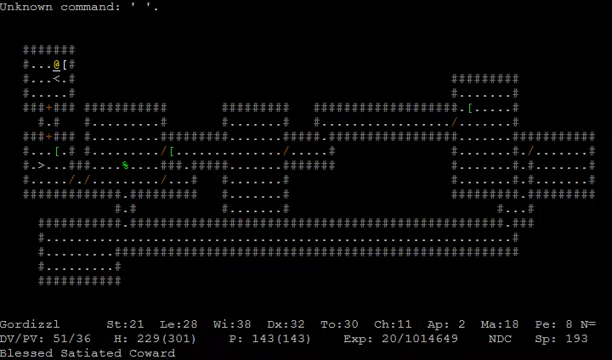 Unknown command: ' '.
Gordizzl St:21 Le:28 Wi:38 Dx:32 To:30 Ch:11 Ap: 2 Ma:18 Pe: 8 N=
DV/PV: 51/36 H: 229(301) P: 143(143) Exp: 20/1014649 NDC Sp: 193
Blessed Satiated Coward